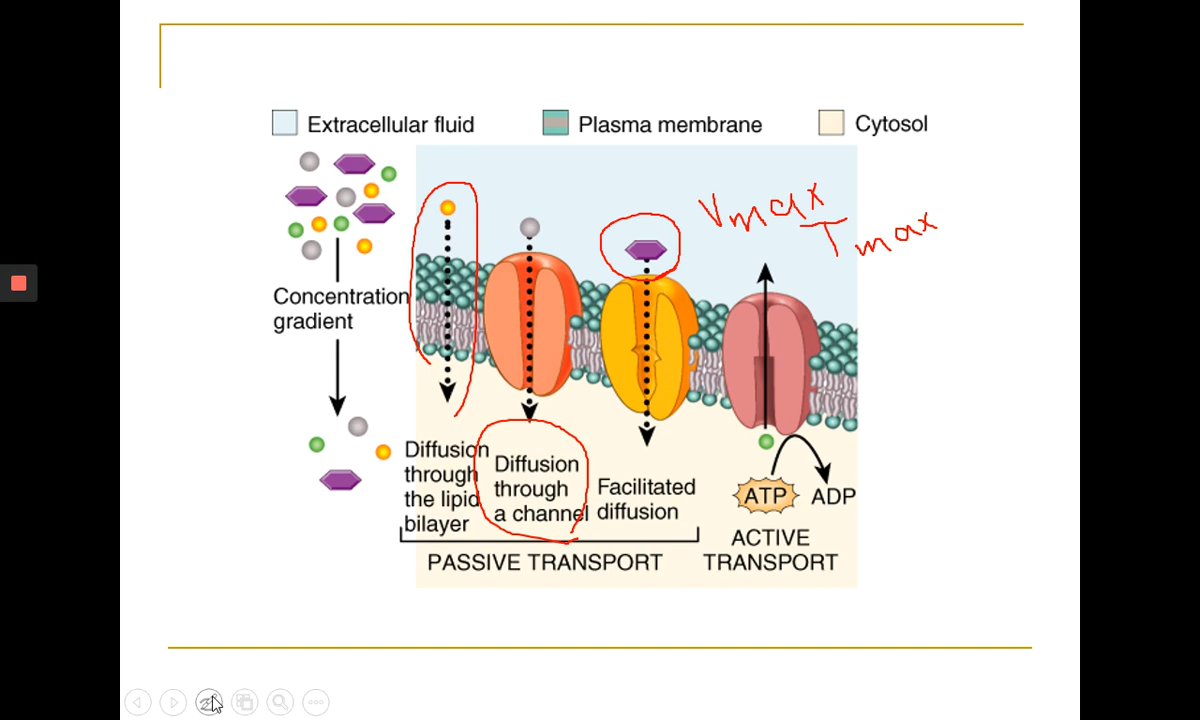 Extracellular fluid
Plasma membrane
Cytosol
Vmax
Tmax
Concentration
gradient
Diffusion
through
the lipid
bilayer
Diffusion
through
a channel
Facilitated
diffusion
ATP
ADP
PASSIVE TRANSPORT
ACTIVE
TRANSPORT